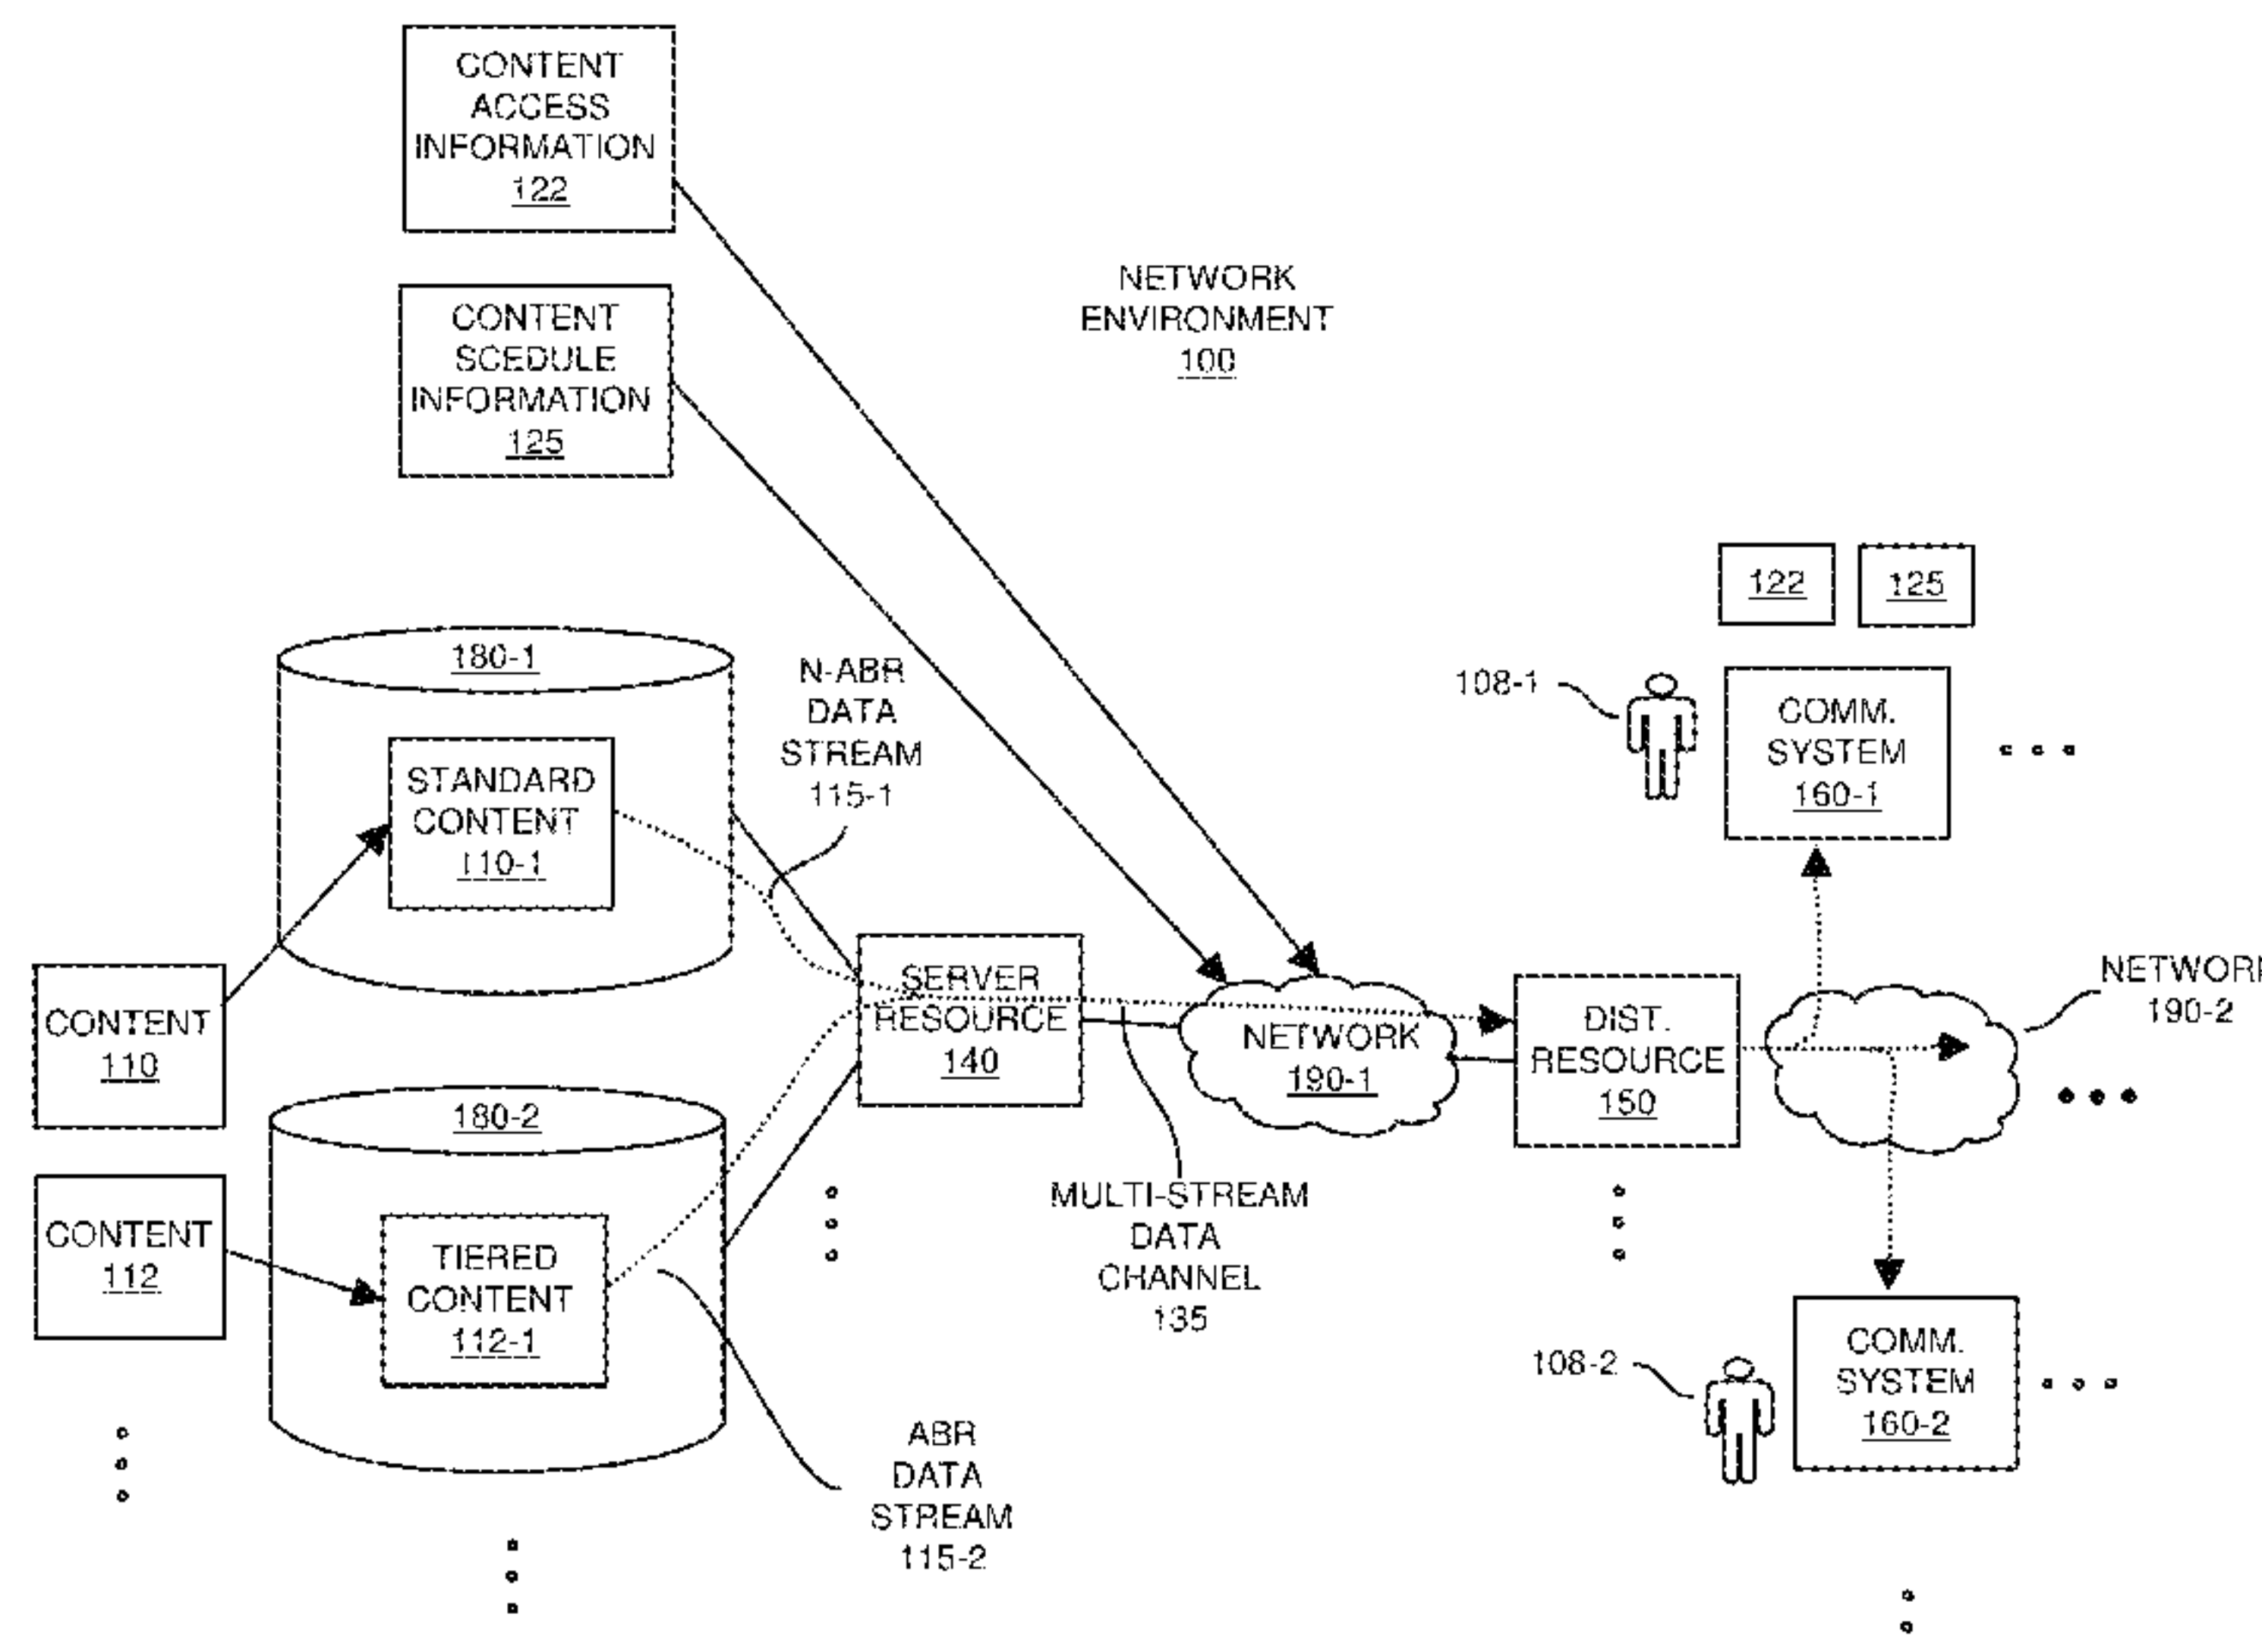 CONTENT
ACCESS
INFORMATION
122
CONTENT
SCEDULE
INFORMATION
125
NETWORK
ENVIRONMENT
100
122
125
180-1
N-ABR
DATA
STREAM
115-1
STANDARD
CONTENT
110-1
108-1
COMM.
SYSTEM
160-1
CONTENT
110
SERVER
RESOURCE
140
NETWORK
190-1
DIST.
RESOURCE
150
NETWORK
190-2
180-2
CONTENT
112
TIERED
CONTENT
112-1
MULTI-STREAM
DATA
CHANNEL
135
ABR
DATA
STREAM
115-2
108-2
COMM.
SYSTEM
160-2